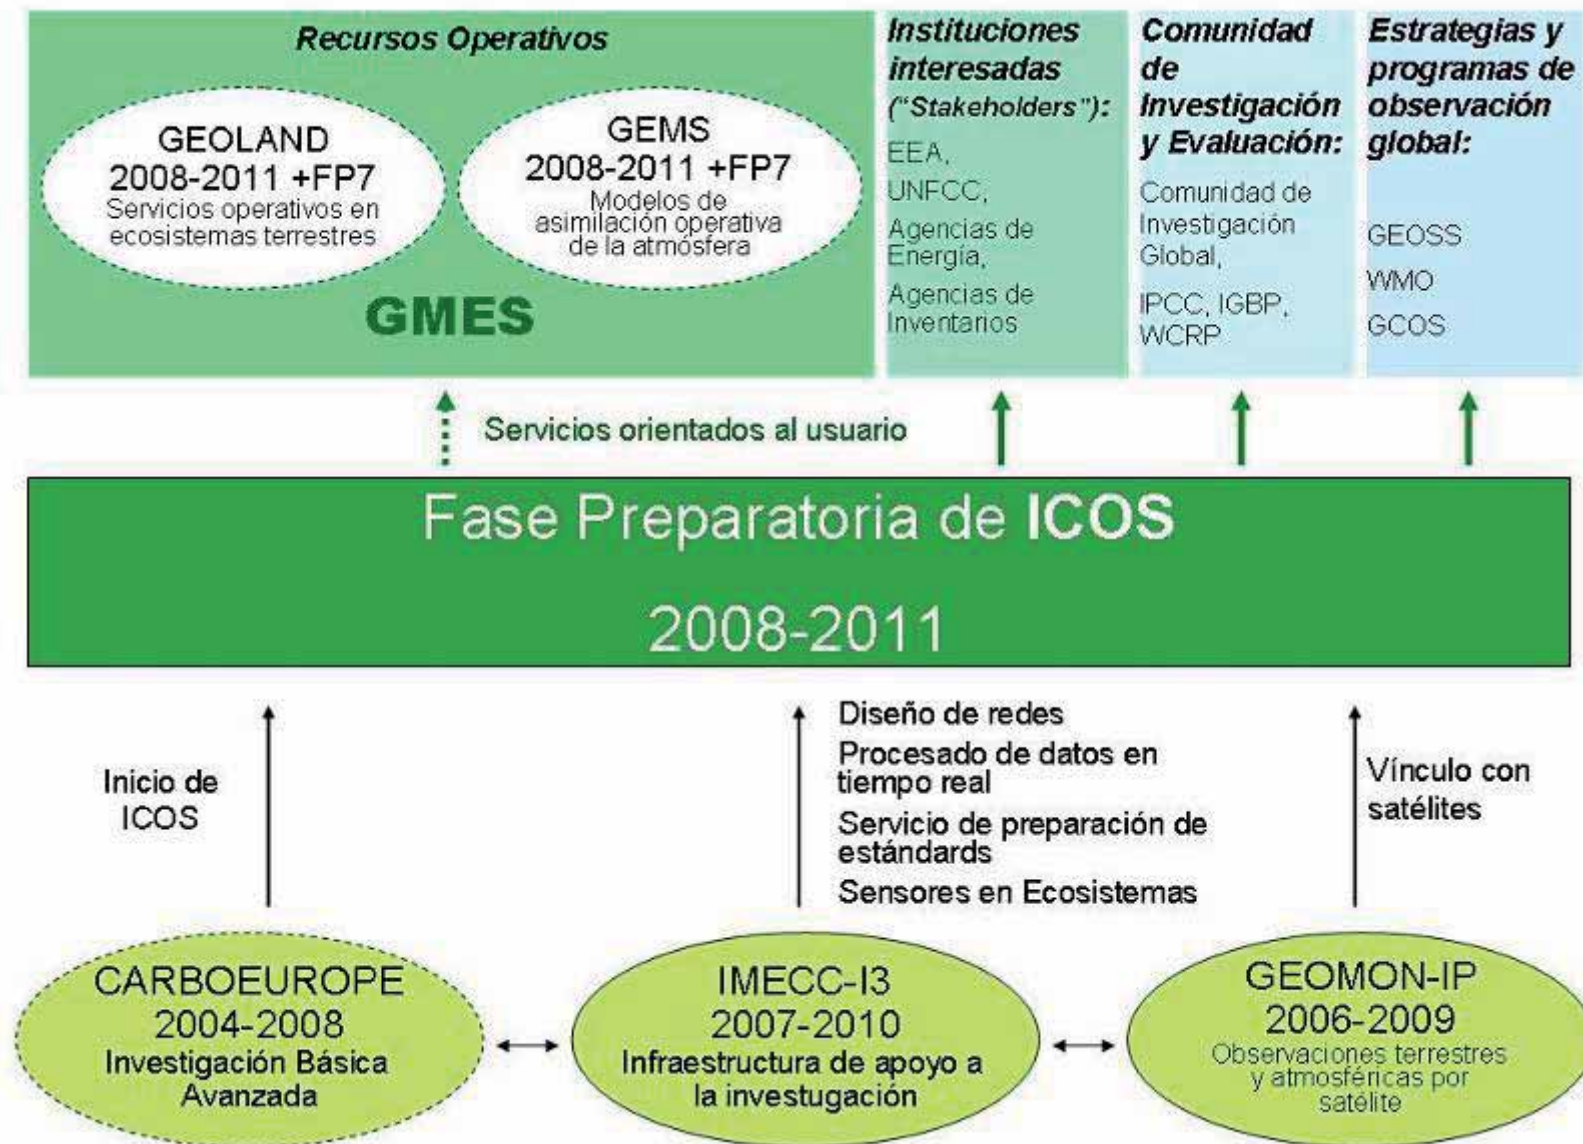 Recursos Operativos
GEOLAND
2008-2011 +FP7
Servicios operativos en
ecosistemas terrestres
GEMS
2008-2011 +FP7
Modelos de
asimilación operativa
de la atmósfera
GMES
Instituciones
interesadas
("Stakeholders"):
EEA,
UNFCC,
Agencias de
Energía,
Agencias de
Inventarios
Comunidad
de
Investigación
y Evaluación:
Comunidad de
Investigación
Global,
IPCC, IGBP,
WCRP
Estrategias y
programas de
observación
global:
GEOSS
WMO
GCOS
Servicios orientados al usuario
Fase Preparatoria de ICOS
2008-2011
Inicio de
ICOS
Diseño de redes
Procesado de datos en
tiempo real
Servicio de preparación de
estándards
Sensores en Ecosistemas
Vínculo con
satélites
CARBOEUROPE
2004-2008
Investigación Básica
Avanzada
IMECC-I3
2007-2010
Infraestructura de apoyo a
la investugación
GEOMON-IP
2006-2009
Observaciones terrestres
y atmosféricas por
satélite